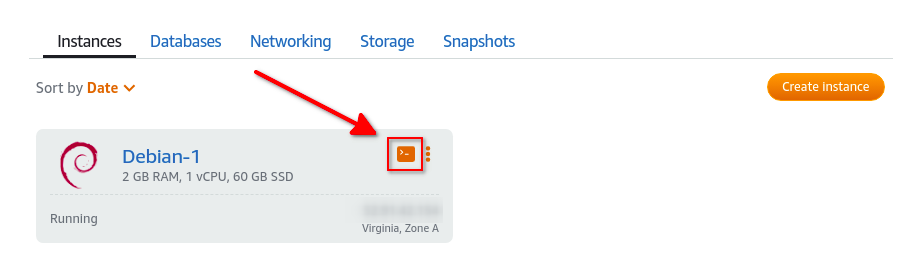 Instances Databases Networking Storage Snapshots
Sort by Date
Create instance
Debian-1
2 GB RAM, 1 vCPU, 60 GB SSD
Running
Virginia, Zone A